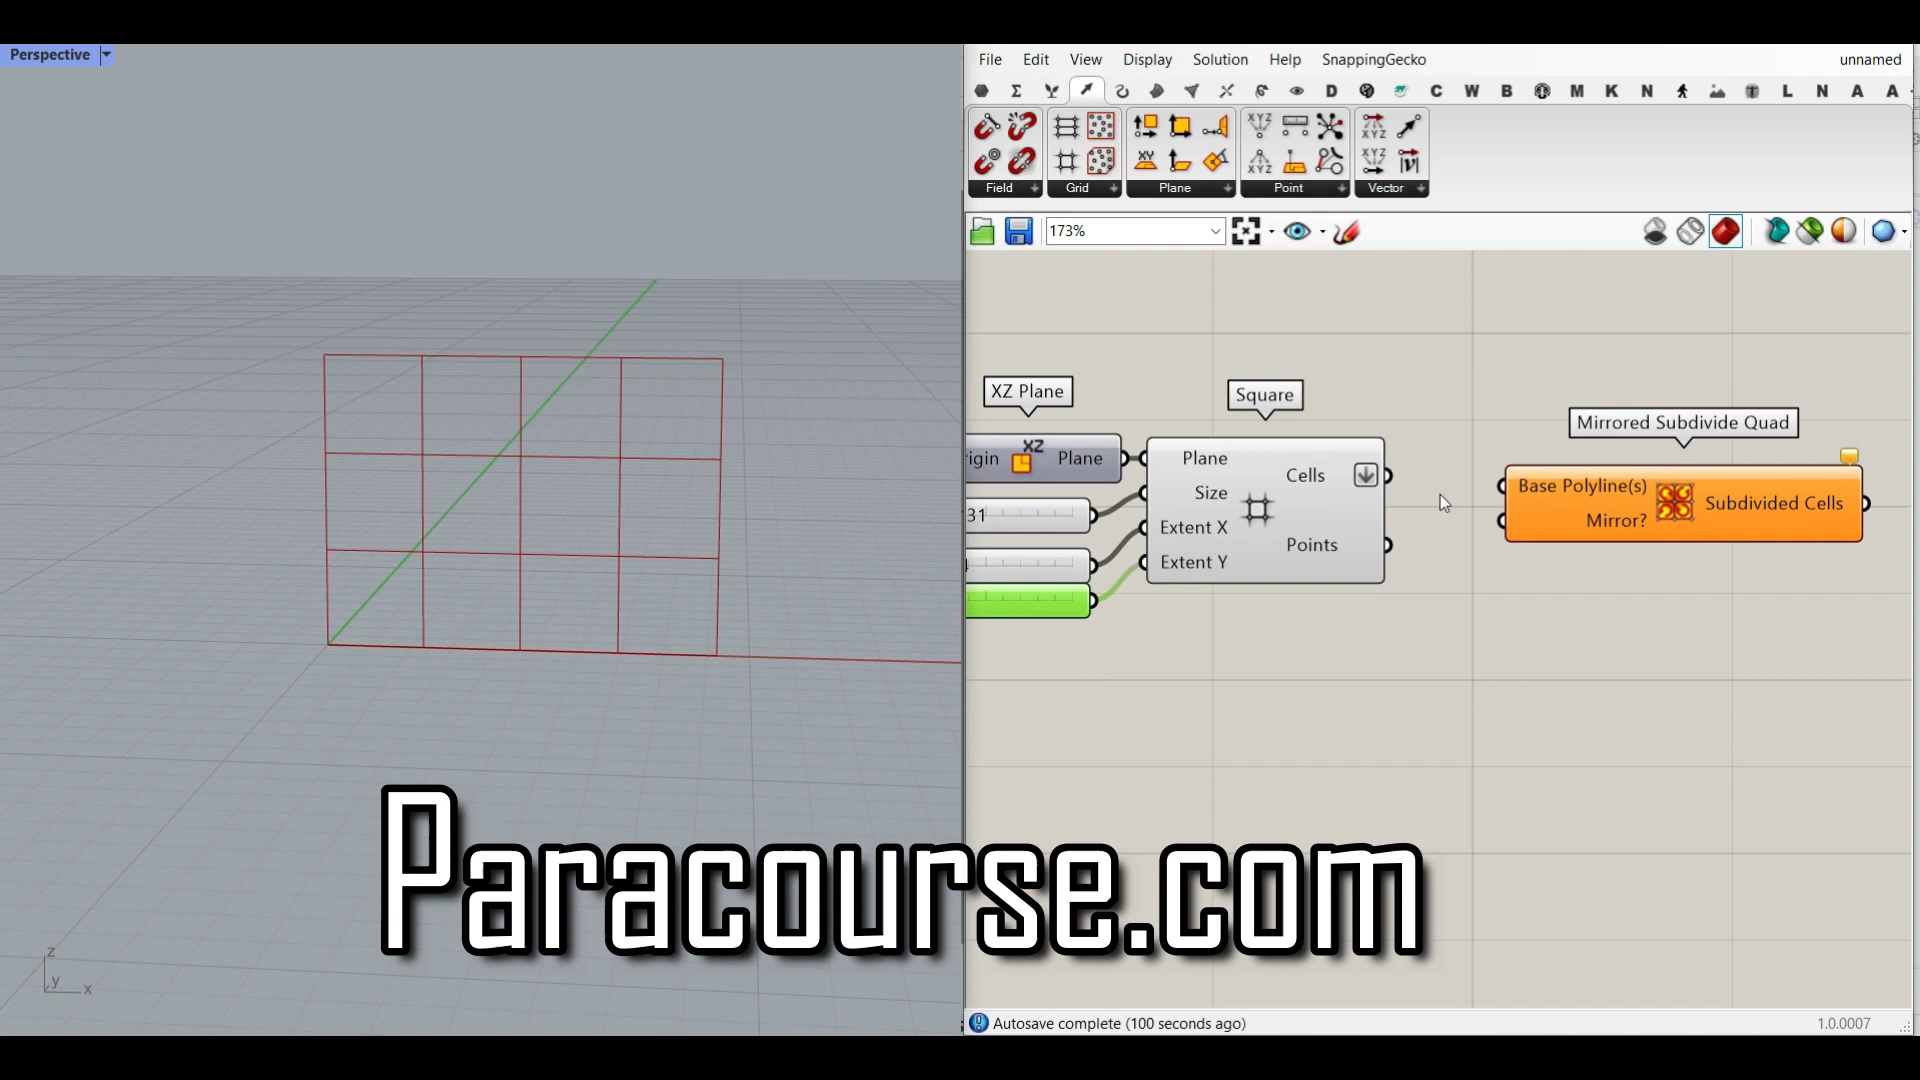 Perspective
File Edit View Display Solution Help SnappingGecko unnamed
D C W B M K N L N A A
Field Grid Plane Point Vector
173%
XZ Plane
Square
Mirrored Subdivide Quad
XZ
Plane
Plane
Size
Extent X
Extent Y
Cells
Points
31
Base Polyline(s)
Mirror?
Subdivided Cells
Paracourse.com
z
y
x
Autosave complete (100 seconds ago)
1.0.0007